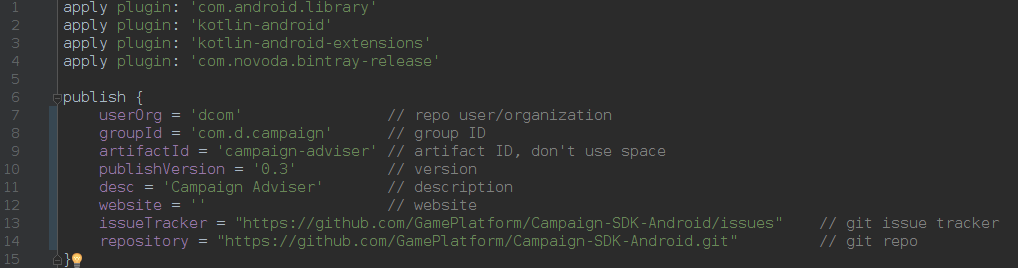 1 apply plugin: 'com.android.library'
2 apply plugin: 'kotlin-android'
3 apply plugin: 'kotlin-android-extensions'
4 apply plugin: 'com.novoda.bintray-release'
5
6 publish {
7 userOrg = 'dcom' // repo user/organization
8 groupId = 'com.d.campaign' // group ID
9 artifactId = 'campaign-adviser' // artifact ID, don't use space
10 publishVersion = '0.3' // version
11 desc = 'Campaign Adviser' // description
12 website = '' // website
13 issueTracker = "https://github.com/GamePlatform/Campaign-SDK-Android/issues" // git issue tracker
14 repository = "https://github.com/GamePlatform/Campaign-SDK-Android.git" // git repo
15 }